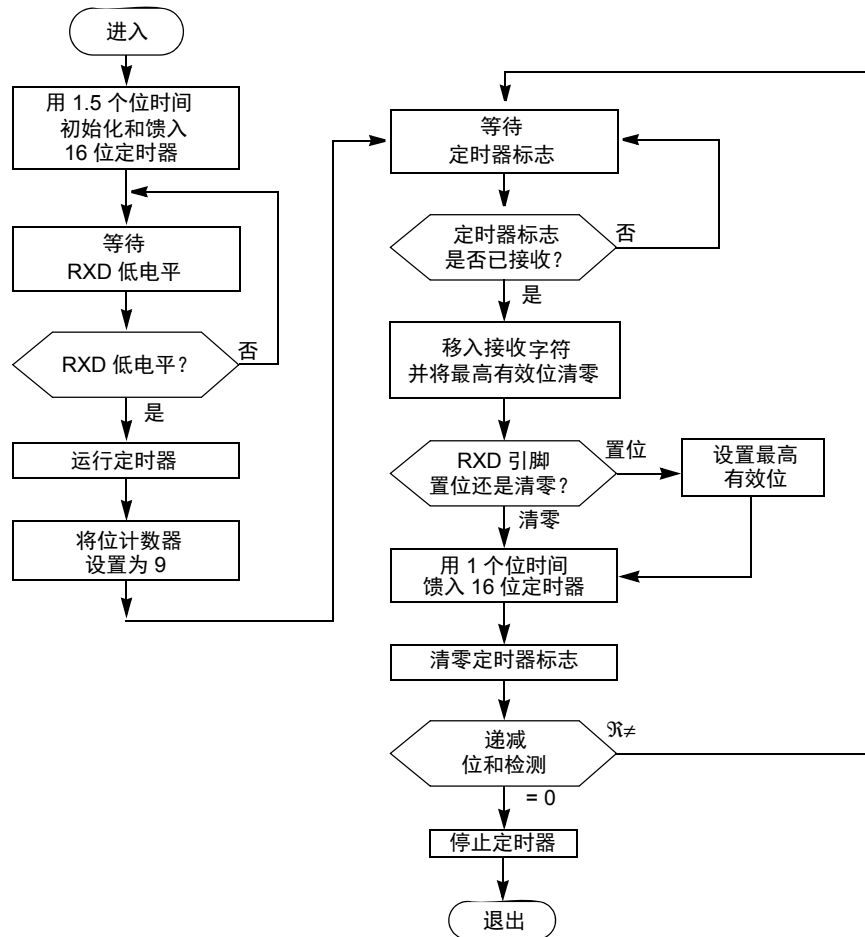 进入
用 1.5 个位时间
初始化和馈入
16 位定时器
等待
RXD 低电平
RXD 低电平？
否
是
运行定时器
将位计数器
设置为 9
等待
定时器标志
定时器标志
是否已接收？
否
是
移入接收字符
并将最高有效位清零
RXD 引脚
置位还是清零？
置位
设置最高
有效位
清零
用 1 个位时间
馈入 16 位定时器
清零定时器标志
递减
位和检测
ℜ≠
= 0
停止定时器
退出